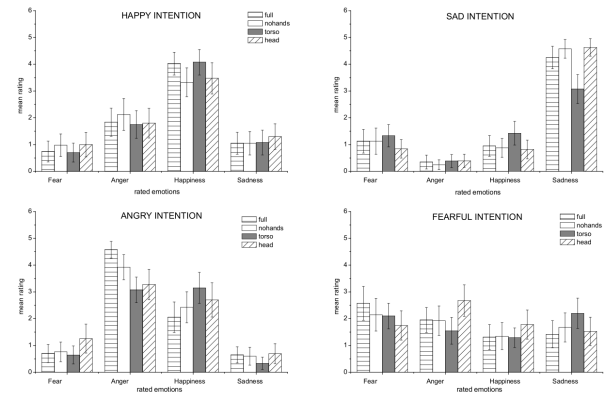 HAPPY INTENTION
full
nohands
torso
head
mean rating
6
5
4
3
2
1
0
Fear Anger Happiness Sadness
rated emotions
SAD INTENTION
full
nohands
torso
head
mean rating
6
5
4
3
2
1
0
Fear Anger Happiness Sadness
rated emotions
ANGRY INTENTION
full
nohands
torso
head
mean rating
6
5
4
3
2
1
0
Fear Anger Happiness Sadness
rated emotions
FEARFUL INTENTION
full
nohands
torso
head
mean rating
6
5
4
3
2
1
0
Fear Anger Happiness Sadness
rated emotions